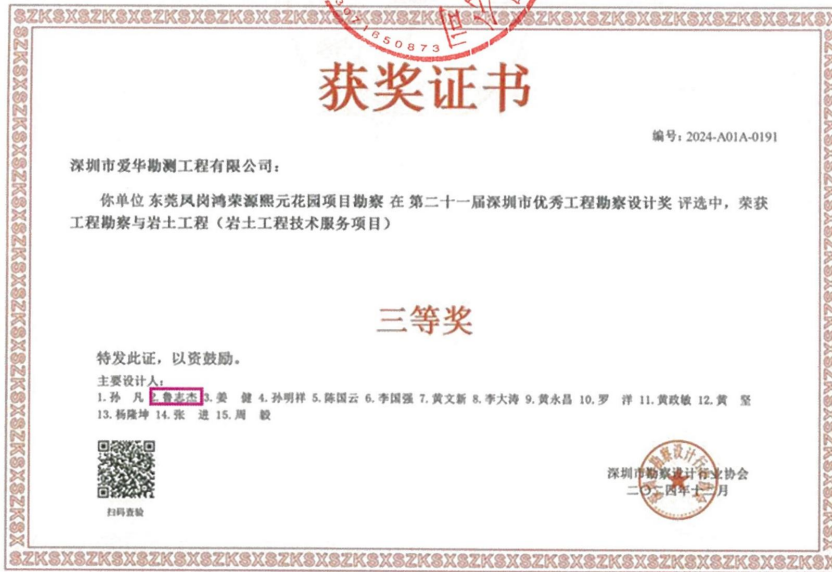 获奖证书
编号：2024-A01A-0191
深圳市爱华勘测工程有限公司：
你单位 东莞凤岗鸿荣源熙元花园项目勘察 在 第二十一届深圳市优秀工程勘察设计奖 评选中，荣获
工程勘察与岩土工程（岩土工程技术服务项目）
三等奖
特发此证，以资鼓励。
主要设计人：
1.孙 凡 2.鲁志杰 3.姜 健 4.孙明祥 5.陈国云 6.李国强 7.黄文新 8.李大涛 9.黄永昌 10.罗 洋 11.黄政敏 12.黄 坚
13.杨隆坤 14.张 进 15.周 毅
扫码查验
深圳市勘察设计行业协会
二〇二四年十二月